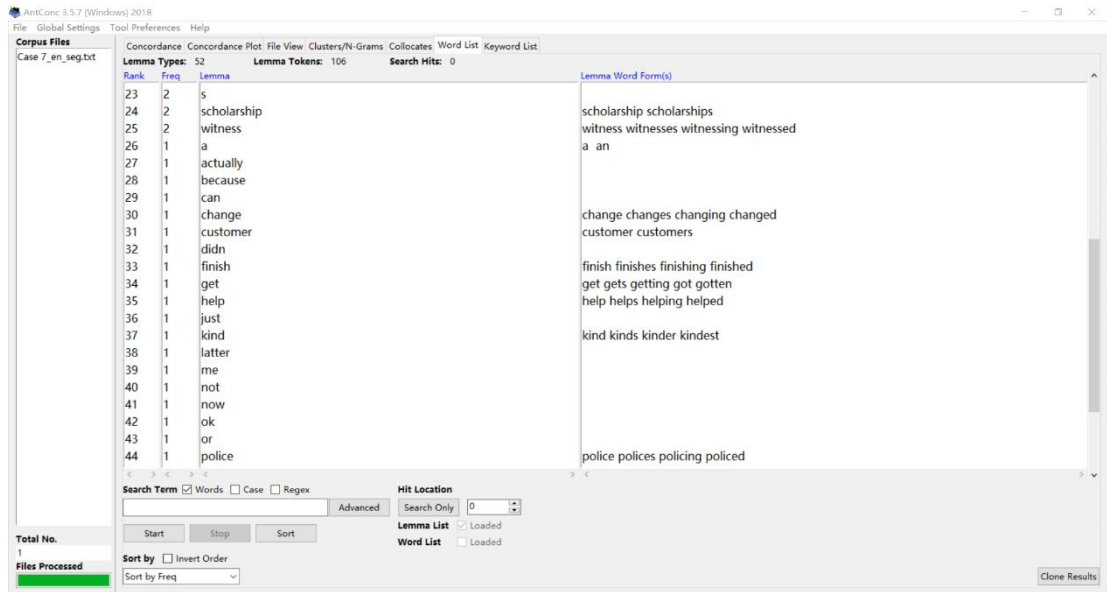 AntConc 3.5.7 (Windows) 2018
File Global Settings Tool Preferences Help
Corpus Files
Case 7_en_seg.txt
Concordance Concordance Plot File View Clusters/N-Grams Collocates Word List Keyword List
Lemma Types: 52 Lemma Tokens: 106 Search Hits: 0
Rank Freq Lemma Lemma Word Form(s)
23 2 s
24 2 scholarship scholarship scholarships
25 2 witness witness witnesses witnessing witnessed
26 1 a a an
27 1 actually
28 1 because
29 1 can
30 1 change change changes changing changed
31 1 customer customer customers
32 1 didn
33 1 finish finish finishes finishing finished
34 1 get get gets getting got gotten
35 1 help help helps helping helped
36 1 just
37 1 kind kind kinds kinder kindest
38 1 latter
39 1 me
40 1 not
41 1 now
42 1 ok
43 1 or
44 1 police police polices policing policed
Search Term Words Case Regex Hit Location
Advanced Search Only 0
Start Stop Sort
Lemma List Loaded
Word List Loaded
Total No.
1
Files Processed
Sort by Invert Order
Sort by Freq
Clone Results